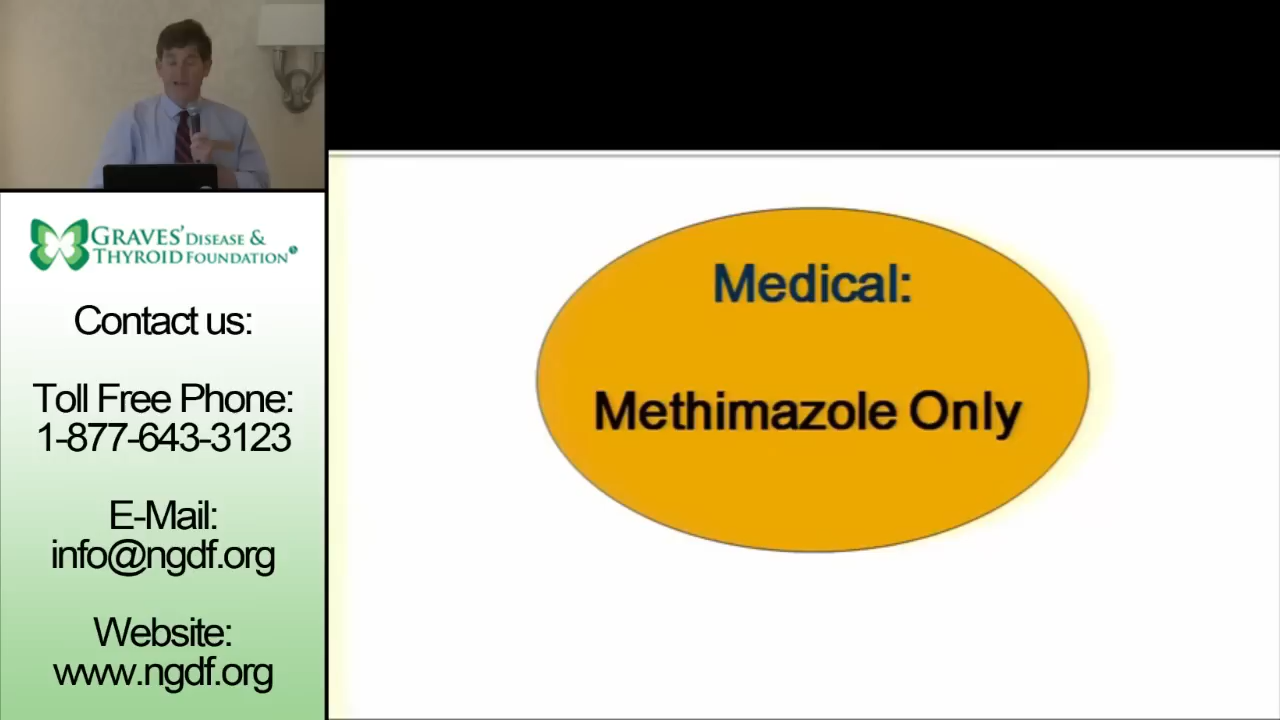 GRAVES' DISEASE &
THYROID FOUNDATION
Contact us:
Toll Free Phone:
1-877-643-3123
E-Mail:
info@ngdf.org
Website:
www.ngdf.org
Medical:
Methimazole Only